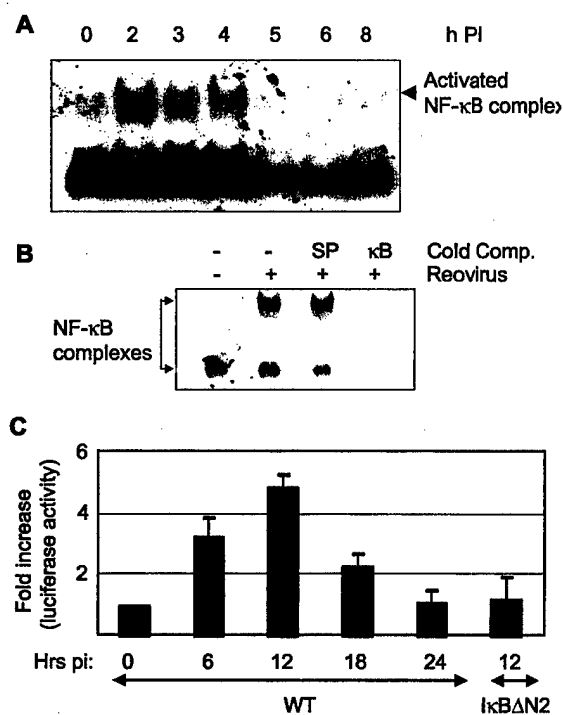 A
0 2 3 4 5 6 8 h PI
Activated
NF-κB complex
B
- - SP κB Cold Comp.
- + + + Reovirus
NF-κB
complexes
C
Fold increase
(luciferase activity)
6
4
2
Hrs pi: 0 6 12 18 24 12
WT IκBΔN2